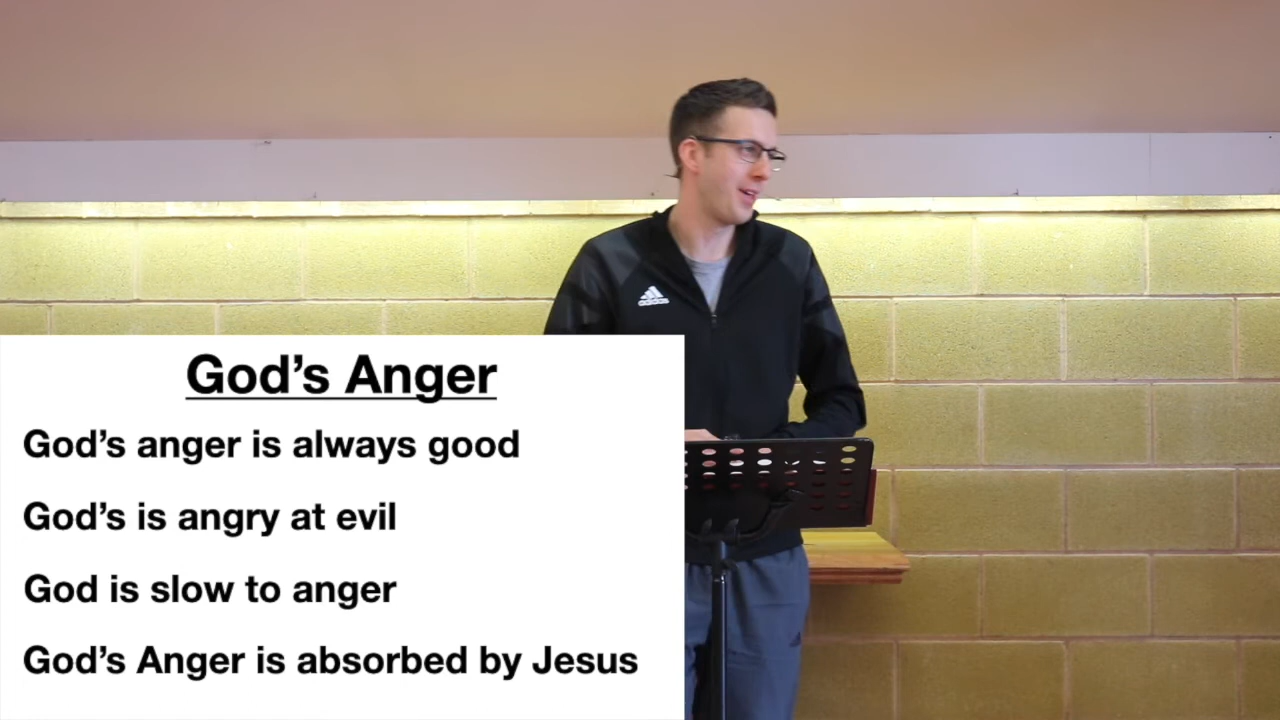 adidas
God’s Anger
God’s anger is always good
God’s is angry at evil
God is slow to anger
God’s Anger is absorbed by Jesus